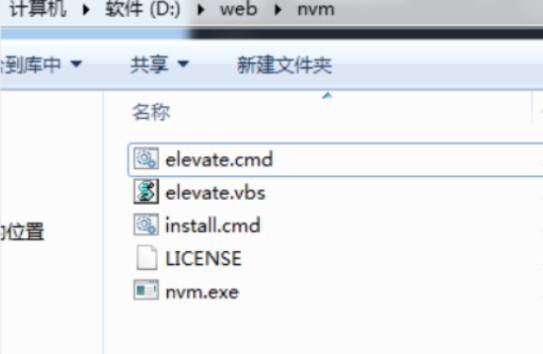 计算机 ▸ 软件 (D:) ▸ web ▸ nvm
到库中 共享 新建文件夹
名称
elevate.cmd
elevate.vbs
install.cmd
的位置
LICENSE
nvm.exe